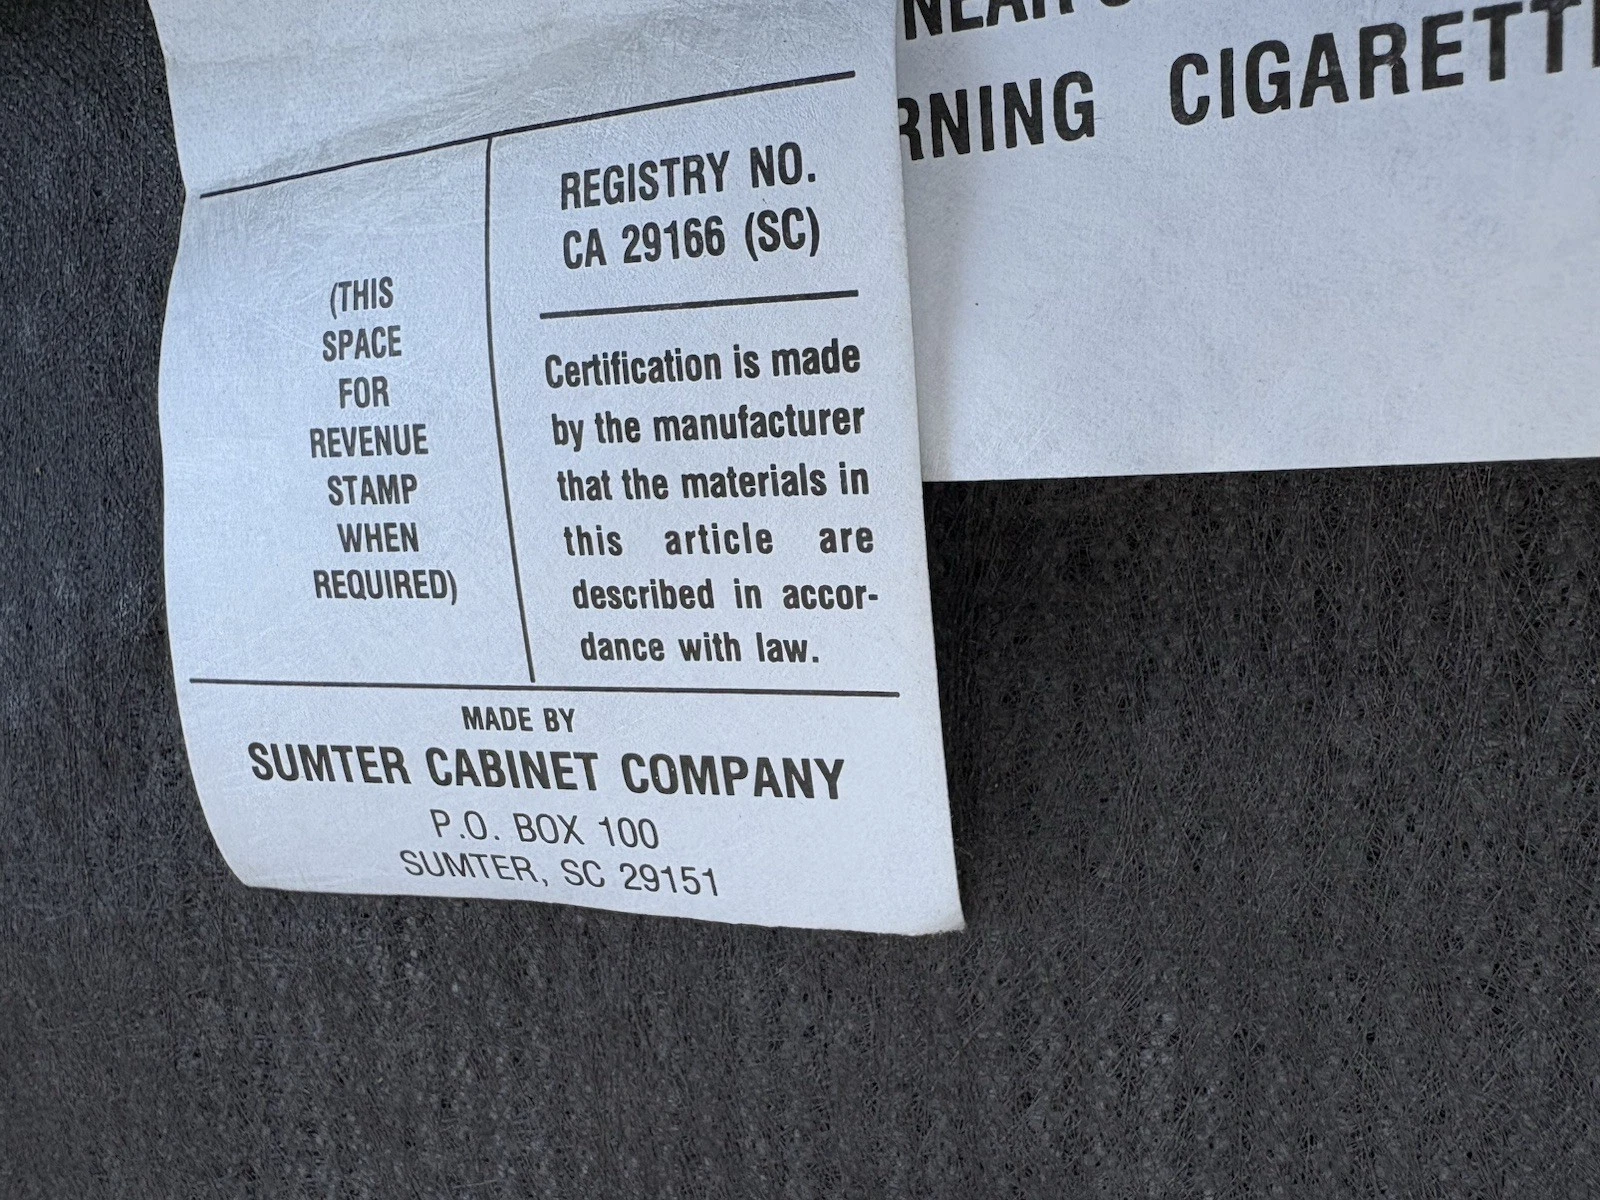 REGISTRY NO.
CA 29166 (SC)
(THIS
SPACE
FOR
REVENUE
STAMP
WHEN
REQUIRED)
Certification is made
by the manufacturer
that the materials in
this article are
described in accor-
dance with law.
MADE BY
SUMTER CABINET COMPANY
P.O. BOX 100
SUMTER, SC 29151
NEAR
RNING CIGARETT